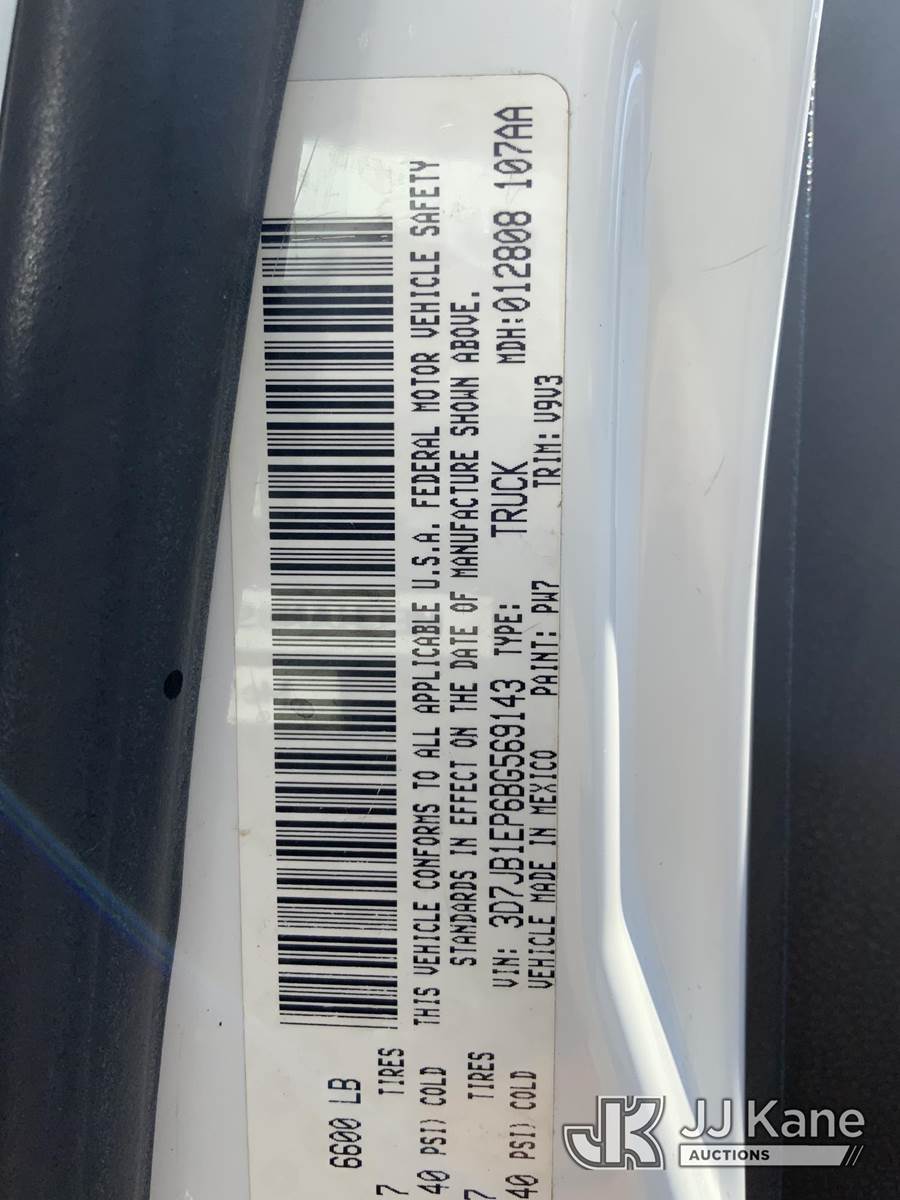 6600 LB
7 TIRES
40 PSI) COLD
7 TIRES
40 PSI) COLD
THIS VEHICLE CONFORMS TO ALL APPLICABLE U.S.A. FEDERAL MOTOR VEHICLE SAFETY
STANDARDS IN EFFECT ON THE DATE OF MANUFACTURE SHOWN ABOVE.
VIN: 3D7JB1EP6BG569143 TYPE: TRUCK MDH:012808 107AA
VEHICLE MADE IN MEXICO PAINT: PW7 TRIM: V9V3
JK JJ Kane
AUCTIONS